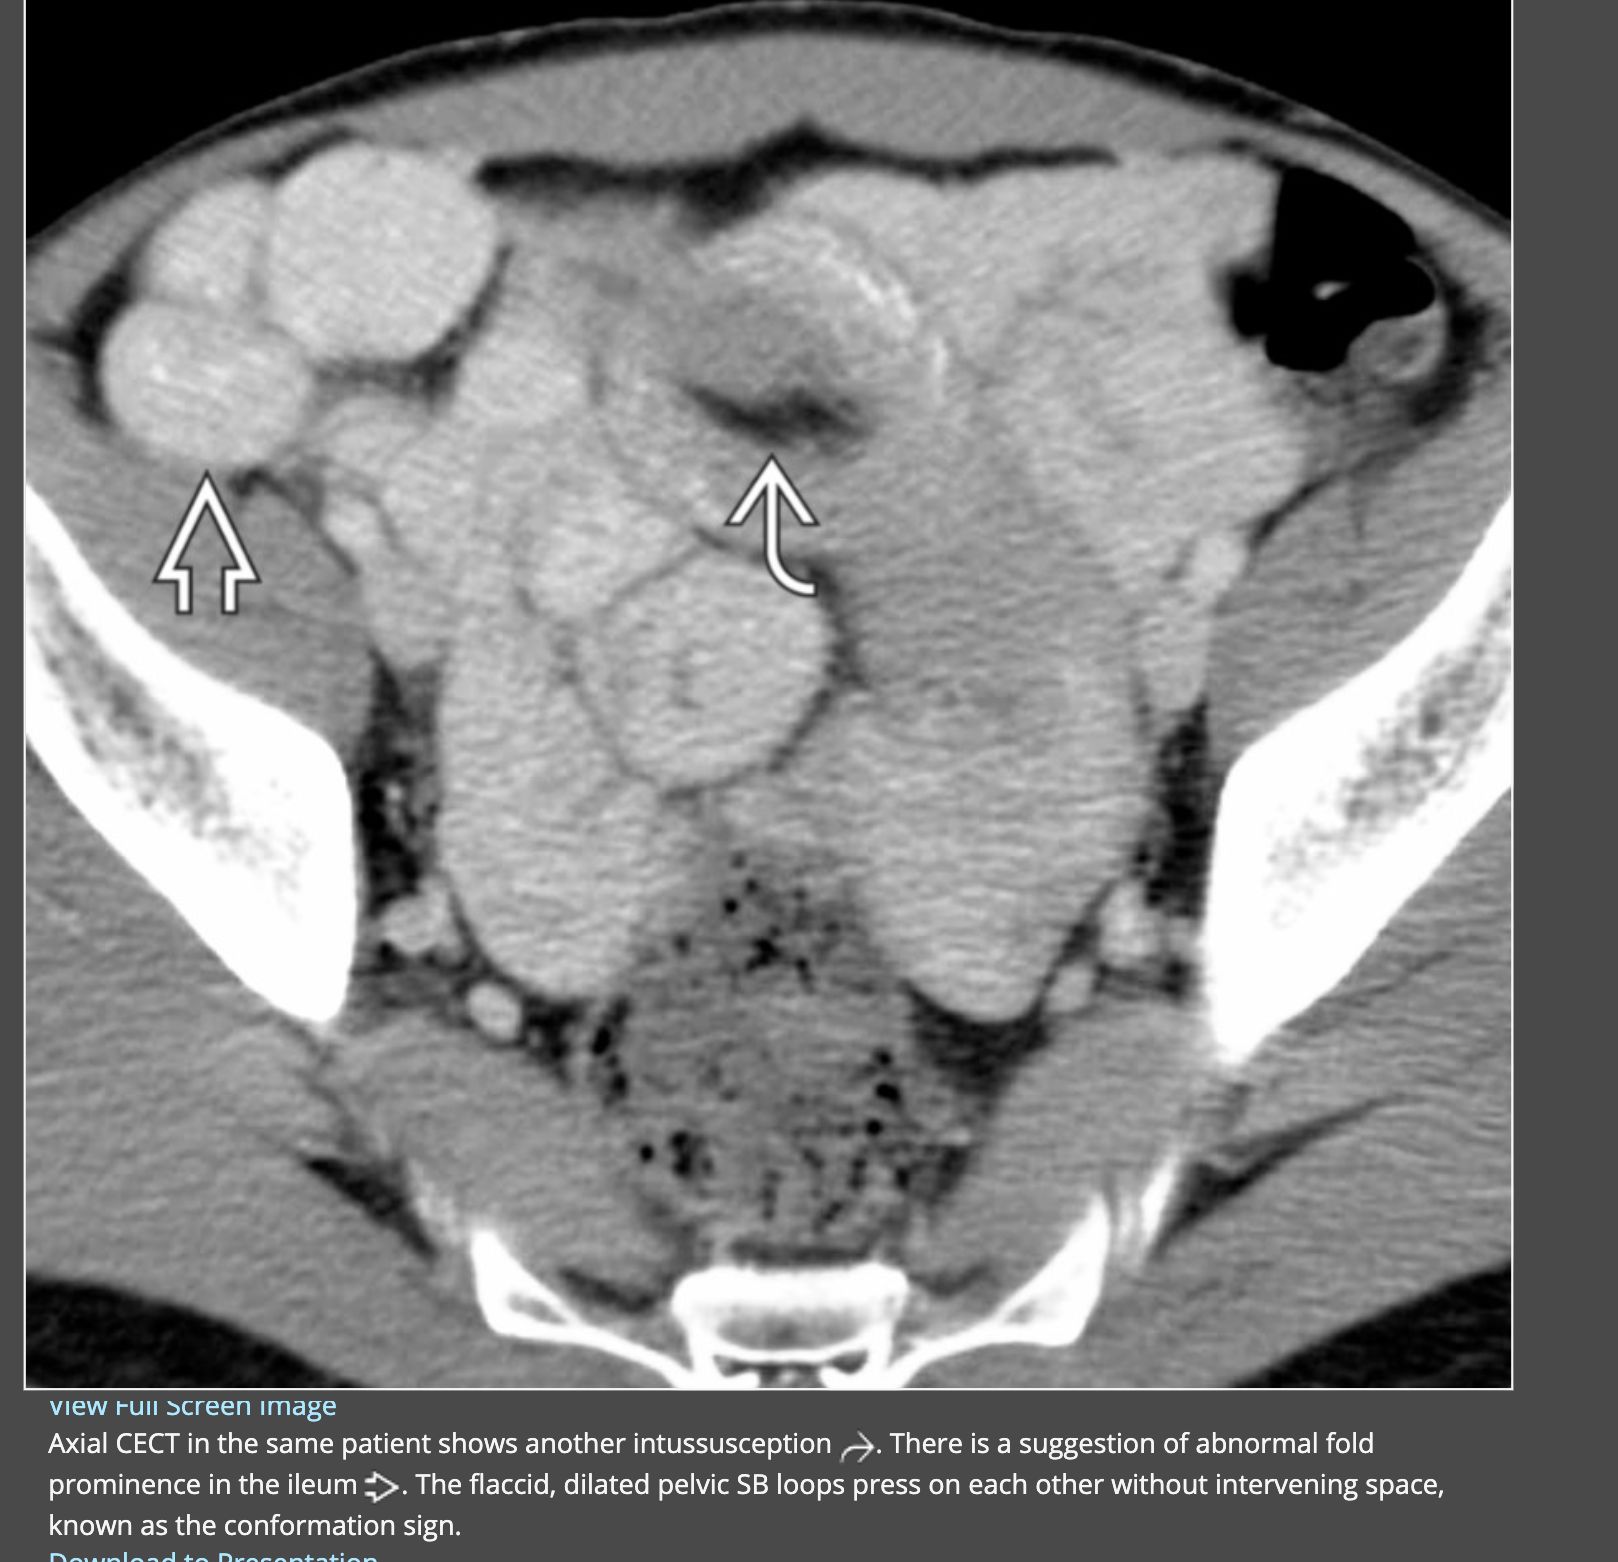 View Full Screen Image
Axial CECT in the same patient shows another intussusception. There is a suggestion of abnormal fold
prominence in the ileum. The flaccid, dilated pelvic SB loops press on each other without intervening space,
known as the conformation sign.
Download to Presentation